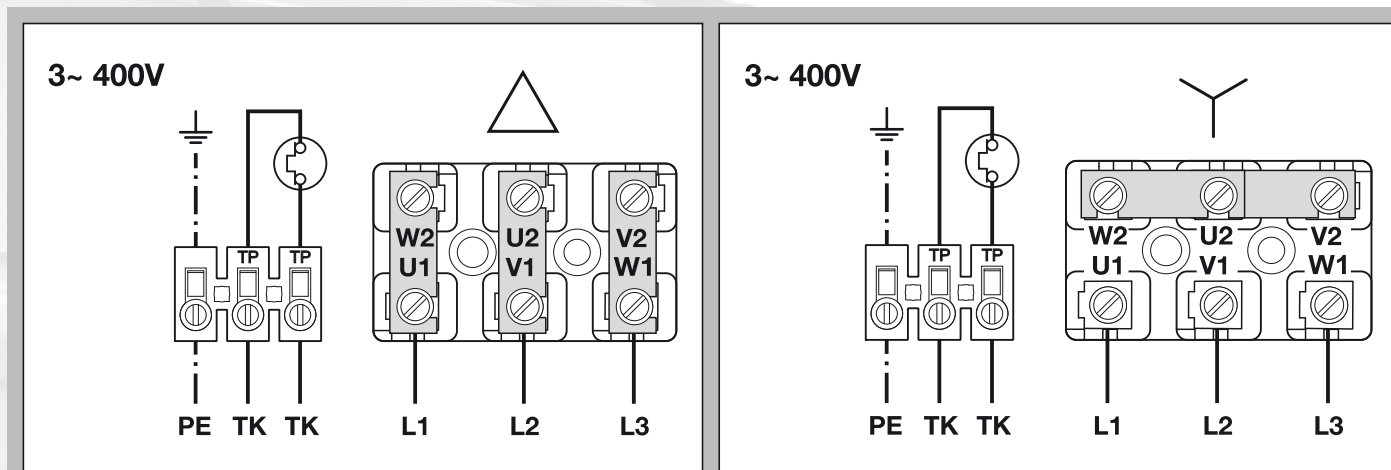 3~ 400V
TP TP
W2 U2 V2
U1 V1 W1
PE TK TK L1 L2 L3
3~ 400V
TP TP
W2 U2 V2
U1 V1 W1
PE TK TK L1 L2 L3